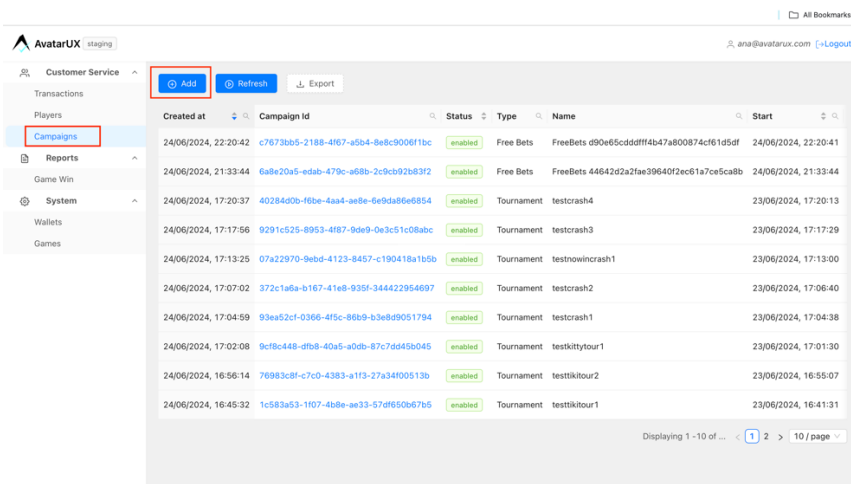 All Bookmarks
AvatarUX staging
ana@avatarux.com Logout
Customer Service
Transactions
Players
Campaigns
Reports
Game Win
System
Wallets
Games
Add Refresh Export
Created at Campaign Id Status Type Name Start
24/06/2024, 22:20:42 c7673bb5-2188-4f67-a5b4-8e8c9006f1bc enabled Free Bets FreeBets d90e65cdddfff4b47a800874cf61d5df 24/06/2024, 22:20:41
24/06/2024, 21:33:44 6a8e20a5-edab-479c-a68b-2c9cb92b83f2 enabled Free Bets FreeBets 44642d2a2fae39640f2ec61a7ce5ca8b 24/06/2024, 21:33:44
24/06/2024, 17:20:37 40284d0b-f6be-4aa4-ae8e-6e9da86e6854 enabled Tournament testcrash4 23/06/2024, 17:20:13
24/06/2024, 17:17:56 9291c525-8953-4f87-9de9-0e3c51c08abc enabled Tournament testcrash3 23/06/2024, 17:17:29
24/06/2024, 17:13:25 07a22970-9ebd-4123-8457-c190418a1b5b enabled Tournament testnowincrash1 23/06/2024, 17:13:00
24/06/2024, 17:07:02 372c1a6a-b167-41e8-935f-344422954697 enabled Tournament testcrash2 23/06/2024, 17:06:40
24/06/2024, 17:04:59 93ea52cf-0366-4f5c-86b9-b3e8d9051794 enabled Tournament testcrash1 23/06/2024, 17:04:38
24/06/2024, 17:02:08 9cf8c448-dfb8-40a5-a0db-87c7dd45b045 enabled Tournament testkittytour1 23/06/2024, 17:01:30
24/06/2024, 16:56:14 76983c8f-c7c0-4383-a1f3-27a34f00513b enabled Tournament testtikitour2 23/06/2024, 16:55:07
24/06/2024, 16:45:32 1c583a53-1f07-4b8e-ae33-57df650b67b5 enabled Tournament testtikitour1 23/06/2024, 16:41:31
Displaying 1 -10 of ... < 1 2 > 10 / page